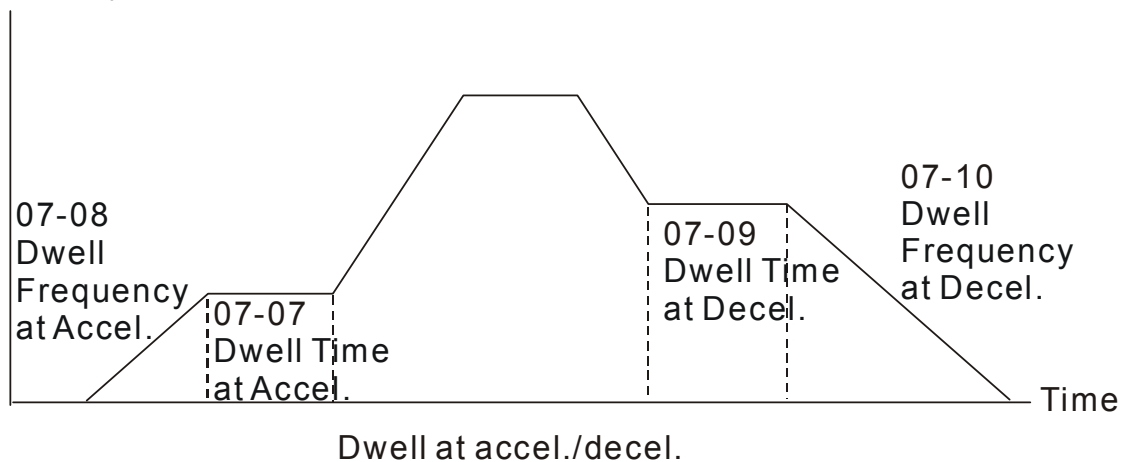 07-08
Dwell
Frequency
at Accel.
07-07
Dwell Time
at Accel.
07-09
Dwell Time
at Decel.
07-10
Dwell
Frequency
at Decel.
Time
Dwell at accel./decel.